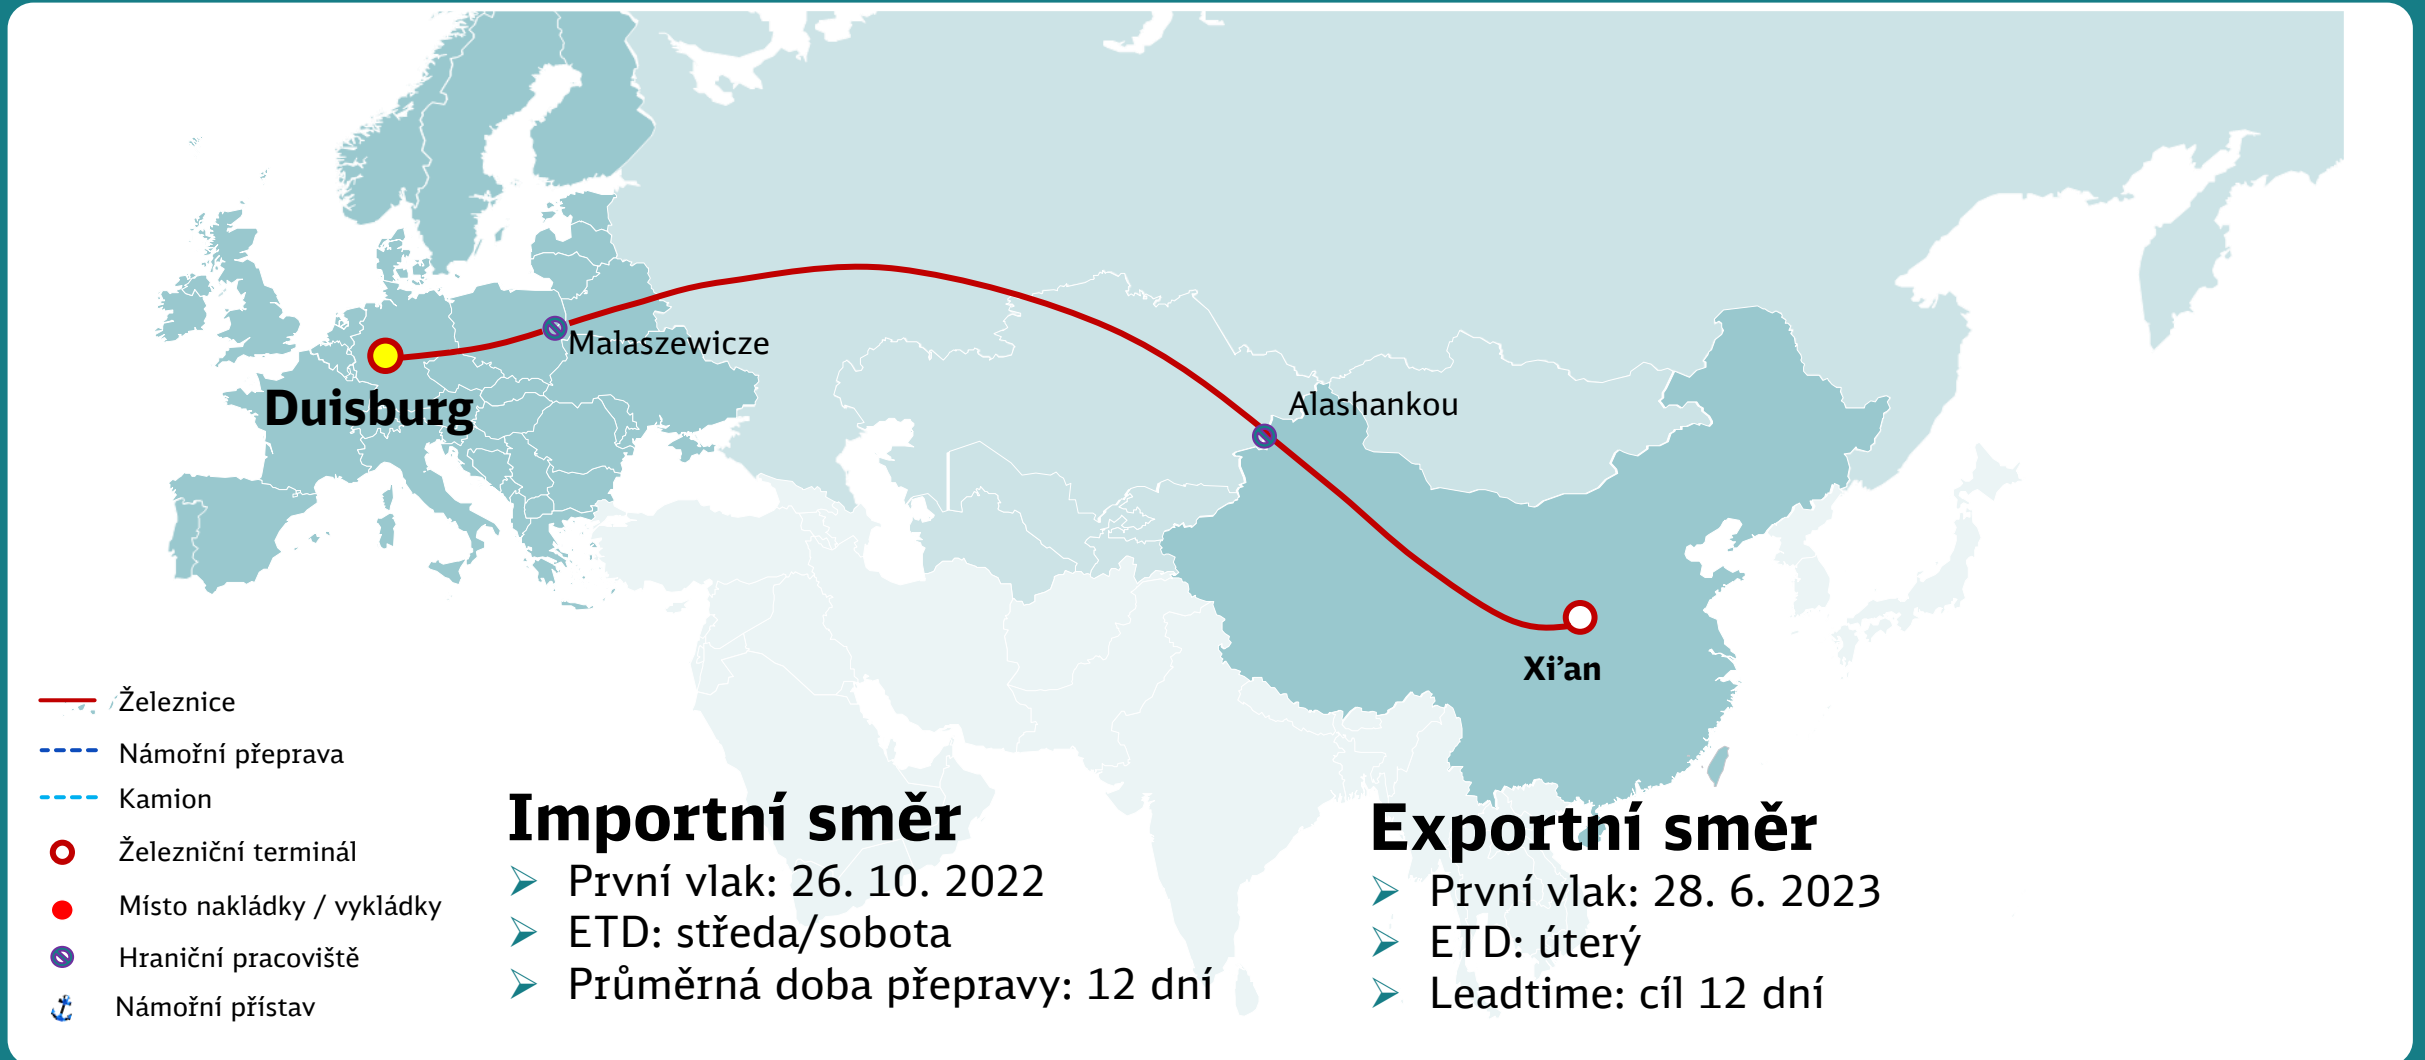 Malaszewicze
Duisburg
Alashankou
Xi’an
Železnice
Námořní přeprava
Kamion
Železniční terminál
Místo nakládky / vykládky
Hraniční pracoviště
Námořní přístav
Importní směr
První vlak: 26. 10. 2022
ETD: středa/sobota
Průměrná doba přepravy: 12 dní
Exportní směr
První vlak: 28. 6. 2023
ETD: úterý
Leadtime: cíl 12 dní